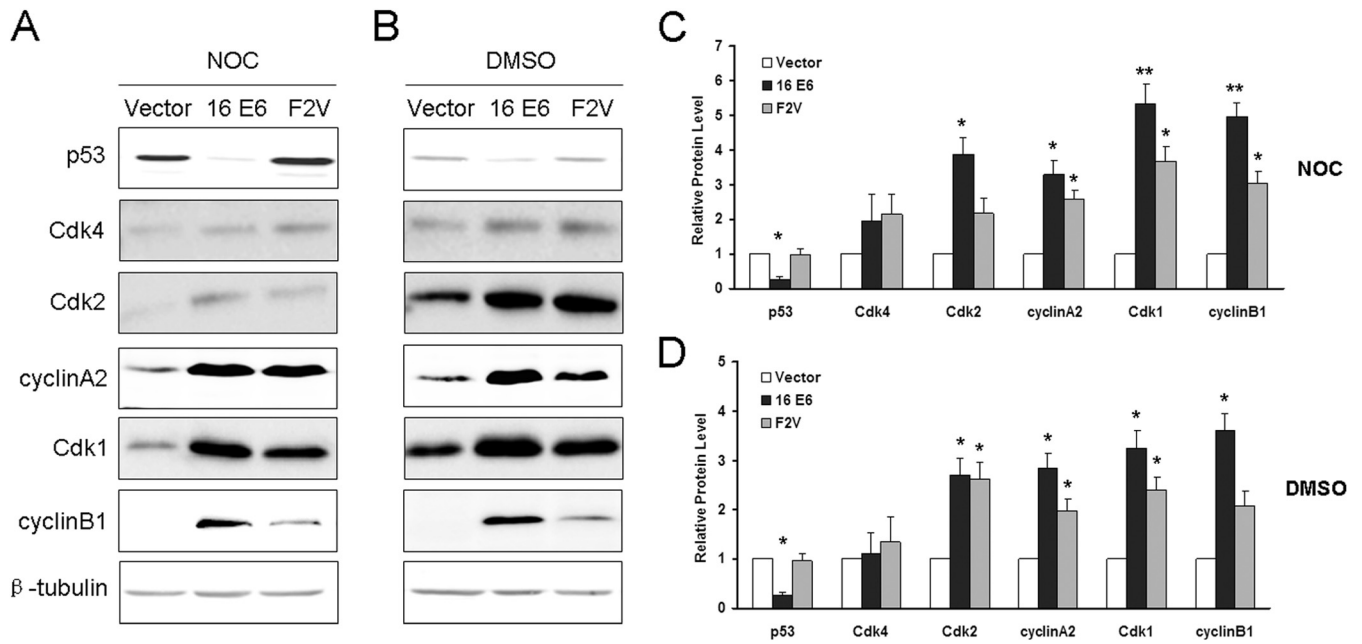 A
NOC
Vector 16 E6 F2V
p53
Cdk4
Cdk2
cyclinA2
Cdk1
cyclinB1
β-tubulin
B
DMSO
Vector 16 E6 F2V
C
Relative Protein Level
7
6
5
4
3
2
1
0
Vector
16 E6
F2V
*
*
*
*
**
*
**
*
p53 Cdk4 Cdk2 cyclinA2 Cdk1 cyclinB1
NOC
D
Relative Protein Level
5
4
3
2
1
0
Vector
16 E6
F2V
*
*
*
*
*
*
*
*
p53 Cdk4 Cdk2 cyclinA2 Cdk1 cyclinB1
DMSO